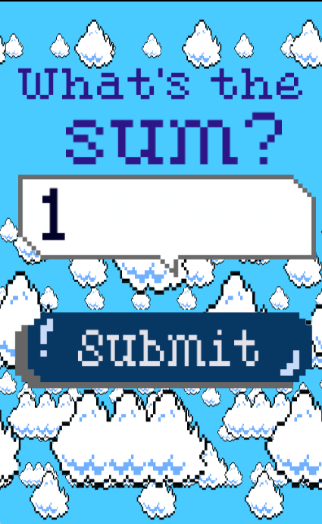 What's the
sum?
1
Submit